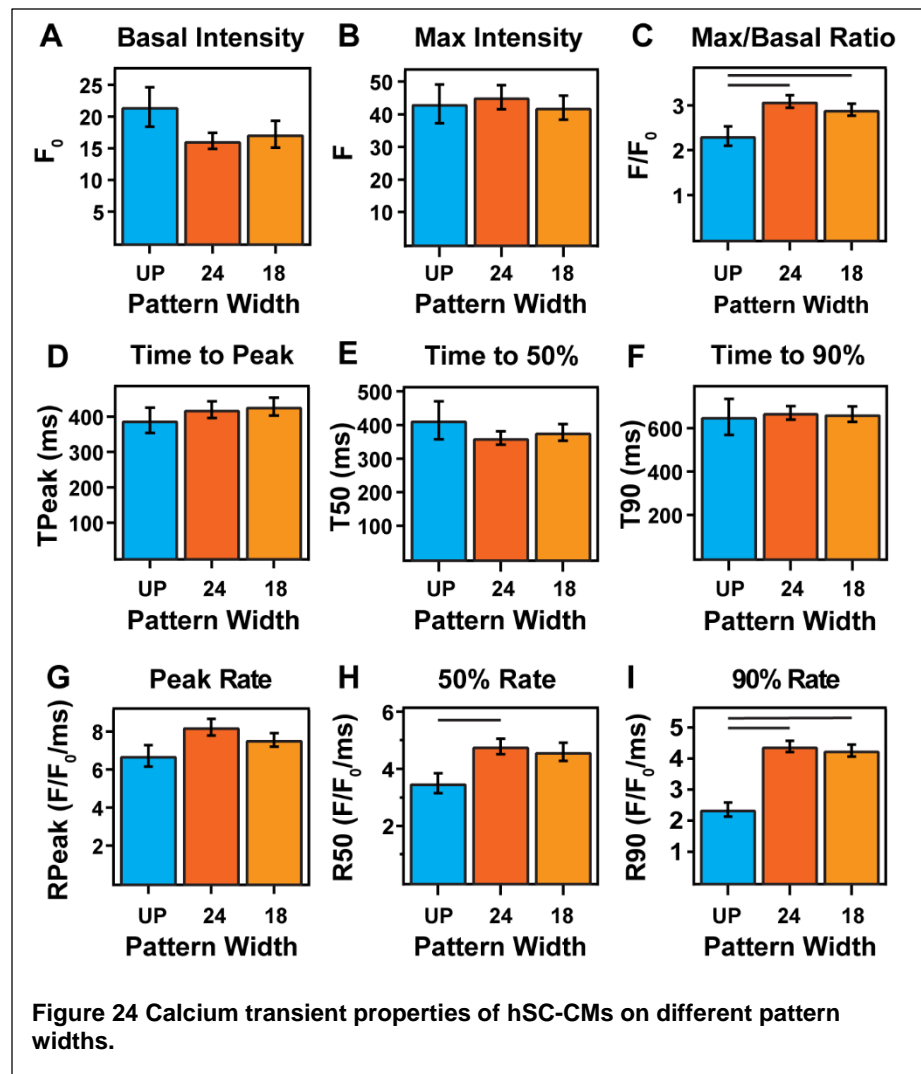 A Basal Intensity
F₀
25
20
15
10
5
UP 24 18
Pattern Width
B Max Intensity
F
50
40
30
20
10
UP 24 18
Pattern Width
C Max/Basal Ratio
F/F₀
3
2
1
UP 24 18
Pattern Width
D Time to Peak
TPeak (ms)
400
300
200
100
UP 24 18
Pattern Width
E Time to 50%
T50 (ms)
500
400
300
200
100
UP 24 18
Pattern Width
F Time to 90%
T90 (ms)
600
400
200
UP 24 18
Pattern Width
G Peak Rate
RPeak (F/F₀/ms)
8
6
4
2
UP 24 18
Pattern Width
H 50% Rate
R50 (F/F₀/ms)
6
4
2
UP 24 18
Pattern Width
I 90% Rate
R90 (F/F₀/ms)
5
4
3
2
1
UP 24 18
Pattern Width
Figure 24 Calcium transient properties of hSC-CMs on different pattern
widths.